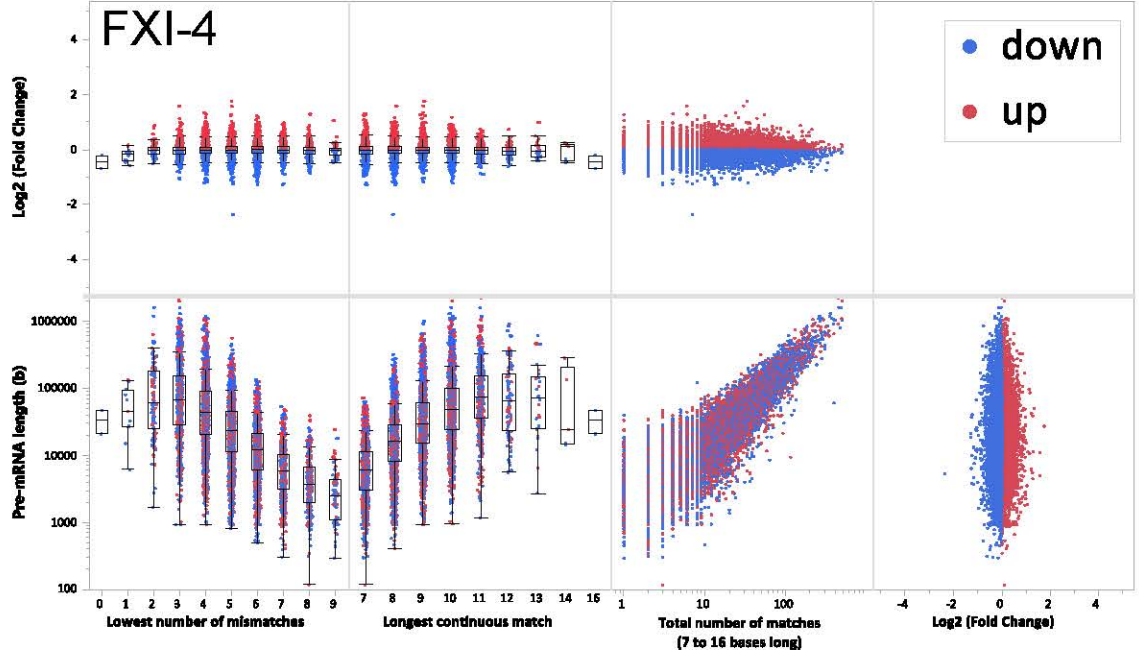 FXI-4
down
up
Log2 (Fold Change)
4
2
0
-2
-4
Pre-mRNA length (b)
1000000
100000
10000
1000
100
0 1 2 3 4 5 6 7 8 9
7 8 9 10 11 12 13 14 16
1 10 100
-4 -2 0 2 4
Lowest number of mismatches
Longest continuous match
Total number of matches
(7 to 16 bases long)
Log2 (Fold Change)